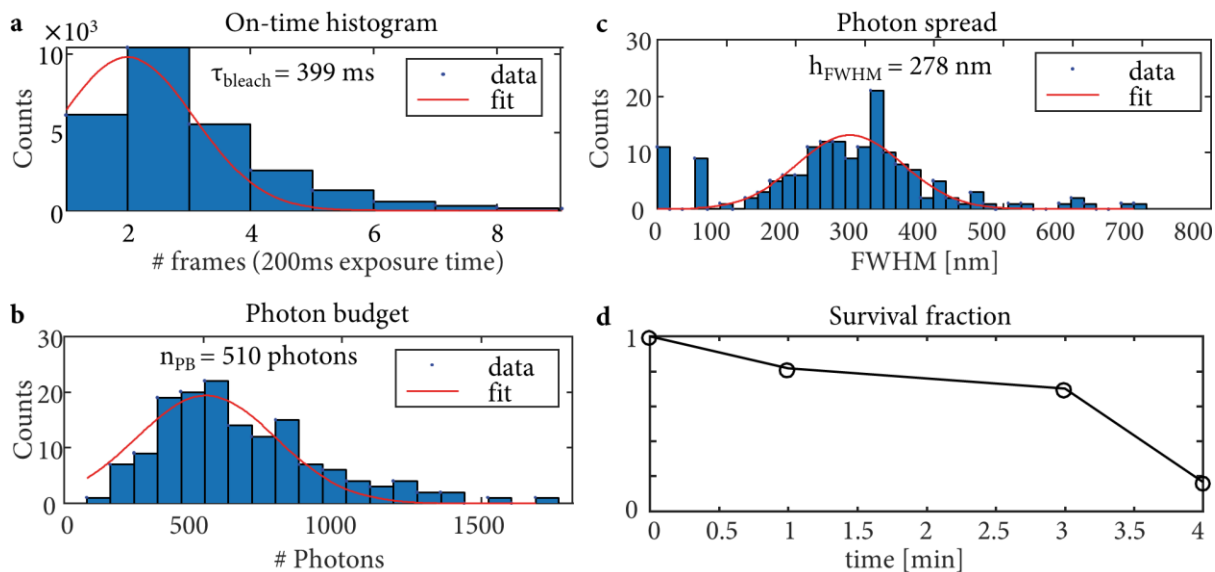 a On-time histogram
×10³
τbleach = 399 ms
data
fit
10
5
0
Counts
2 4 6 8
# frames (200ms exposure time)
c Photon spread
hFWHM = 278 nm
data
fit
30
20
10
0
Counts
0 100 200 300 400 500 600 700 800
FWHM [nm]
b Photon budget
nPB = 510 photons
data
fit
30
20
10
0
Counts
0 500 1000 1500
# Photons
d Survival fraction
1
0
0 0.5 1 1.5 2 2.5 3 3.5 4
time [min]